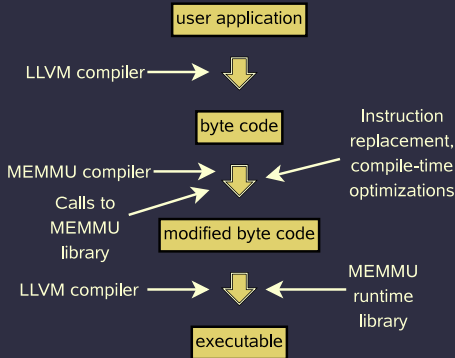 user application
LLVM compiler
byte code
Instruction
replacement,
compile-time
optimizations
MEMMU compiler
Calls to
MEMMU
library
modified byte code
LLVM compiler
MEMMU
runtime
library
executable